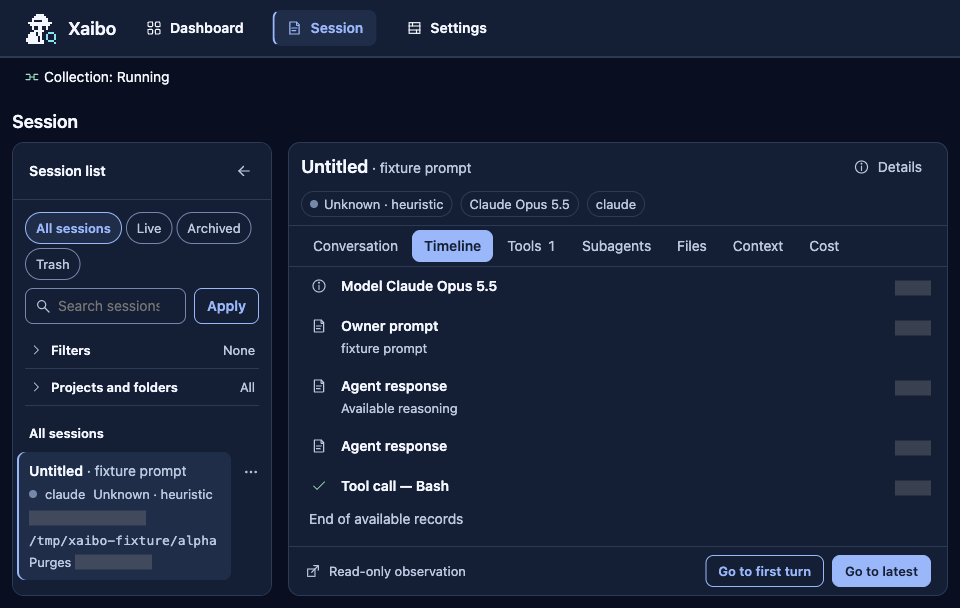 Xaibo
Dashboard
Session
Settings
Collection: Running
Session
Session list
All sessions
Live
Archived
Trash
Search sessions
Apply
Filters
None
Projects and folders
All
All sessions
Untitled · fixture prompt
claude Unknown · heuristic
/tmp/xaibo-fixture/alpha
Purges
Untitled · fixture prompt
Details
Unknown · heuristic
Claude Opus 5.5
claude
Conversation
Timeline
Tools 1
Subagents
Files
Context
Cost
Model Claude Opus 5.5
Owner prompt
fixture prompt
Agent response
Available reasoning
Agent response
Tool call — Bash
End of available records
Read-only observation
Go to first turn
Go to latest